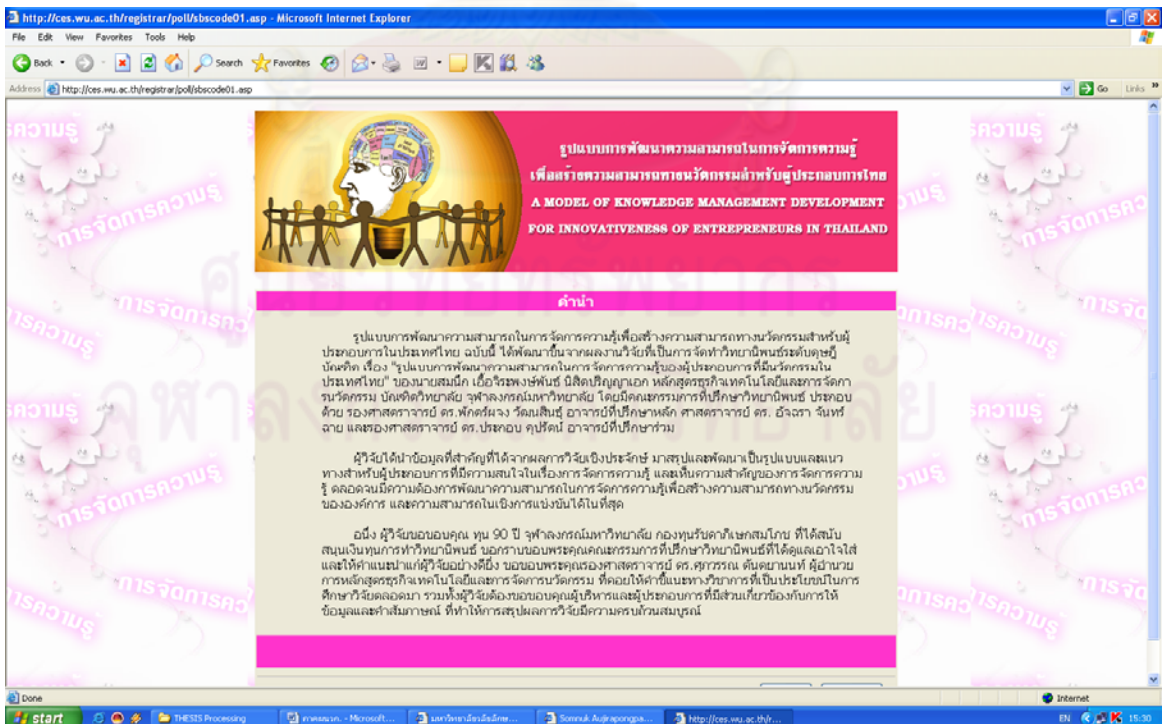 http://ces.wu.ac.th/registrar/poll/sbscode01.asp - Microsoft Internet Explorer
File Edit View Favorites Tools Help
Back Search Favorites
Address http://ces.wu.ac.th/registrar/poll/sbscode01.asp Go Links
รูปแบบการพัฒนาความสามารถในการจัดการความรู้
เพื่อสร้างความสามารถทางนวัตกรรมสำหรับผู้ประกอบการไทย
A MODEL OF KNOWLEDGE MANAGEMENT DEVELOPMENT
FOR INNOVATIVENESS OF ENTREPRENEURS IN THAILAND
คำนำ
รูปแบบการพัฒนาความสามารถในการจัดการความรู้เพื่อสร้างความสามารถทางนวัตกรรมสำหรับผู้
ประกอบการในประเทศไทย ฉบับนี้ ได้พัฒนาขึ้นจากผลงานวิจัยที่เป็นการจัดทำวิทยานิพนธ์ระดับดุษฎี
บัณฑิต เรื่อง "รูปแบบการพัฒนาความสามารถในการจัดการความรู้ของผู้ประกอบการที่มีนวัตกรรมใน
ประเทศไทย" ของนายสมนึก เอื้อจิระพงษ์พันธ์ นิสิตปริญญาเอก หลักสูตรธุรกิจเทคโนโลยีและการจัดกา
รนวัตกรรม บัณฑิตวิทยาลัย จุฬาลงกรณ์มหาวิทยาลัย โดยมีคณะกรรมการที่ปรึกษาวิทยานิพนธ์ ประกอบ
ด้วย รองศาสตราจารย์ ดร.พักตร์ผจง วัฒนสินธุ์ อาจารย์ที่ปรึกษาหลัก ศาสตราจารย์ ดร. อัจฉรา จันทร์
ฉาย และรองศาสตราจารย์ ดร.ประกอบ คุปรัตน์ อาจารย์ที่ปรึกษาร่วม
ผู้วิจัยได้นำข้อมูลที่สำคัญที่ได้จากผลการวิจัยเชิงประจักษ์ มาสรุปและพัฒนาเป็นรูปแบบและแนว
ทางสำหรับผู้ประกอบการที่มีความสนใจในเรื่องการจัดการความรู้ และเห็นความสำคัญของการจัดการความ
รู้ ตลอดจนมีความต้องการพัฒนาความสามารถในการจัดการความรู้เพื่อสร้างความสามารถทางนวัตกรรม
ขององค์การ และความสามารถในเชิงการแข่งขันได้ในที่สุด
อนึ่ง ผู้วิจัยขอขอบคุณ ทุน 90 ปี จุฬาลงกรณ์มหาวิทยาลัย กองทุนรัชดาภิเษกสมโภช ที่ได้สนับ
สนุนเงินทุนการทำวิทยานิพนธ์ ขอกราบขอบพระคุณคณะกรรมการที่ปรึกษาวิทยานิพนธ์ที่ได้ดูแลเอาใจใส่
และให้คำแนะนำแก่ผู้วิจัยอย่างดียิ่ง ขอขอบพระคุณรองศาสตราจารย์ ดร.ศุภวรรณ ตันตยานนท์ ผู้อำนวย
การหลักสูตรธุรกิจเทคโนโลยีและการจัดการนวัตกรรม ที่คอยให้คำชี้แนะทางวิชาการที่เป็นประโยชน์ในการ
ศึกษาวิจัยตลอดมา รวมทั้งผู้วิจัยต้องขอขอบคุณผู้บริหารและผู้ประกอบการที่มีส่วนเกี่ยวข้องกับการให้
ข้อมูลและคำสัมภาษณ์ ที่ทำให้การสรุปผลการวิจัยมีความครบถ้วนสมบูรณ์
ศูนย์วิทยทรัพยากร
จุฬาลงกรณ์มหาวิทยาลัย
การจัดการความรู้
Done Internet
start THESIS Processing ภาคผนวก. - Microsoft... มหาวิทยาลัยวลัยลักษ... Somnuk Aujirapongpa... http://ces.wu.ac.th/r... EN 15:30